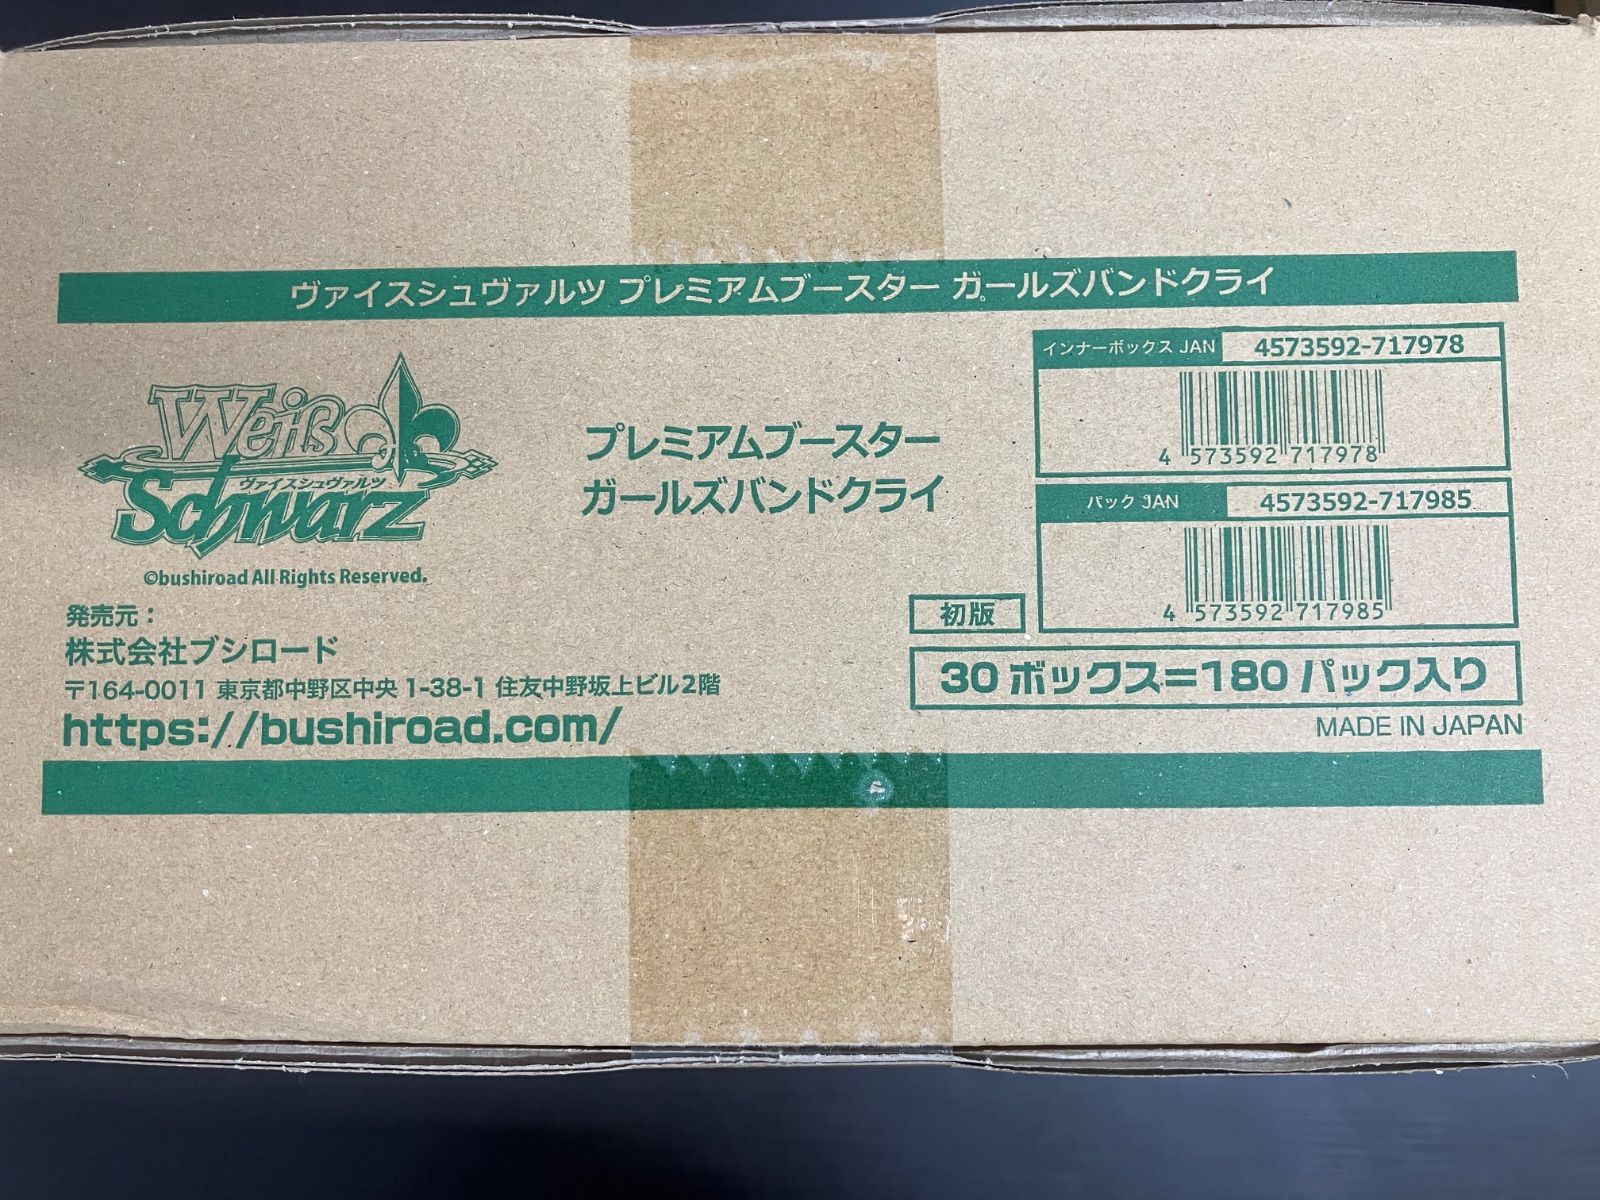 ヴァイスシュヴァルツ プレミアムブースター ガールズバンドクライ
Weiß
ヴァイスシュヴァルツ
Schwarz
©bushiroad All Rights Reserved.
プレミアムブースター
ガールズバンドクライ
インナーボックス JAN 4573592-717978
4 573592 717978
パック JAN 4573592-717985
4 573592 717985
発売元：
株式会社ブシロード
〒164-0011 東京都中野区中央1-38-1 住友中野坂上ビル2階
https://bushiroad.com/
初版
30 ボックス=180 パック入り
MADE IN JAPAN